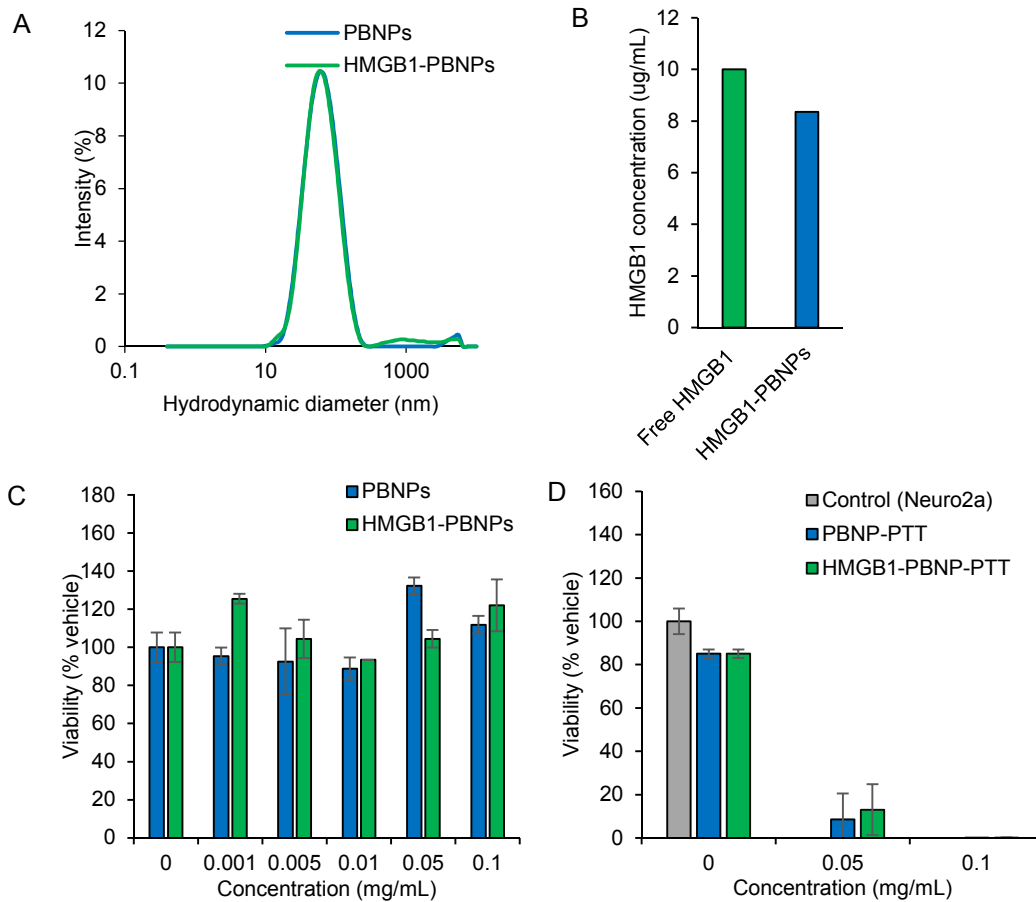 A
PBNPs
HMGB1-PBNPs
12
10
8
6
4
2
0
Intensity (%)
0.1
10
1000
Hydrodynamic diameter (nm)
B
12
10
8
6
4
2
0
HMGB1 concentration (ug/mL)
Free HMGB1
HMGB1-PBNPs
C
PBNPs
HMGB1-PBNPs
180
160
140
120
100
80
60
40
20
0
Viability (% vehicle)
0
0.001
0.005
0.01
0.05
0.1
Concentration (mg/mL)
D
Control (Neuro2a)
PBNP-PTT
HMGB1-PBNP-PTT
160
140
120
100
80
60
40
20
0
Viability (% vehicle)
0
0.05
0.1
Concentration (mg/mL)